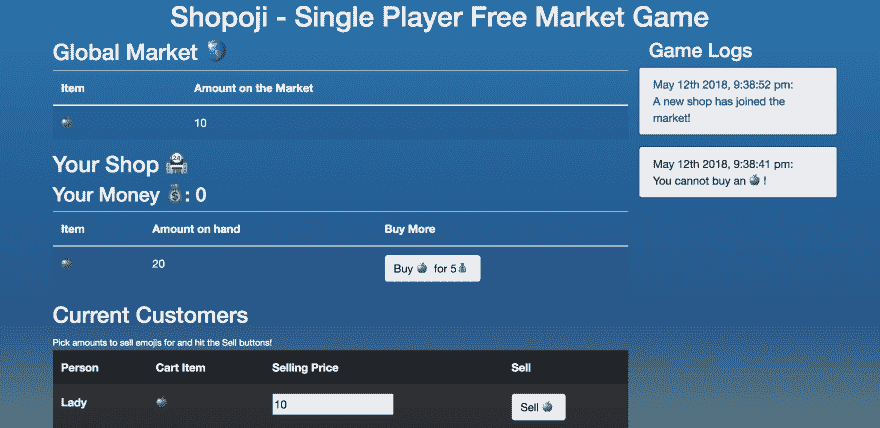 Shopoji - Single Player Free Market Game
Global Market
Item Amount on the Market
10
Your Shop
Your Money : 0
Item Amount on hand Buy More
20 Buy for 5
Current Customers
Pick amounts to sell emojis for and hit the Sell buttons!
Person Cart Item Selling Price Sell
Lady 10 Sell
Game Logs
May 12th 2018, 9:38:52 pm:
A new shop has joined the
market!
May 12th 2018, 9:38:41 pm:
You cannot buy an !